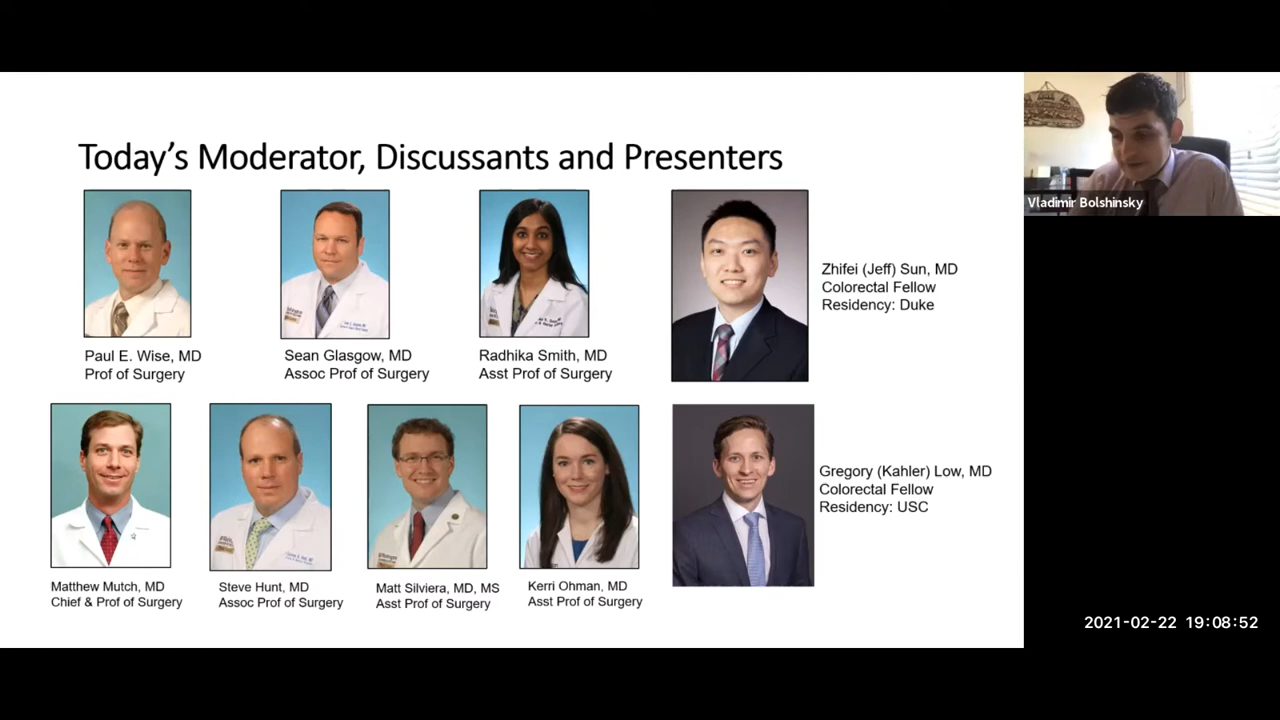 Today's Moderator, Discussants and Presenters
Vladimir Bolshinsky
Paul E. Wise, MD
Prof of Surgery
Sean Glasgow, MD
Assoc Prof of Surgery
Radhika Smith, MD
Asst Prof of Surgery
Zhifei (Jeff) Sun, MD
Colorectal Fellow
Residency: Duke
Matthew Mutch, MD
Chief & Prof of Surgery
Steve Hunt, MD
Assoc Prof of Surgery
Matt Silviera, MD, MS
Asst Prof of Surgery
Kerri Ohman, MD
Asst Prof of Surgery
Gregory (Kahler) Low, MD
Colorectal Fellow
Residency: USC
2021-02-22 19:08:52